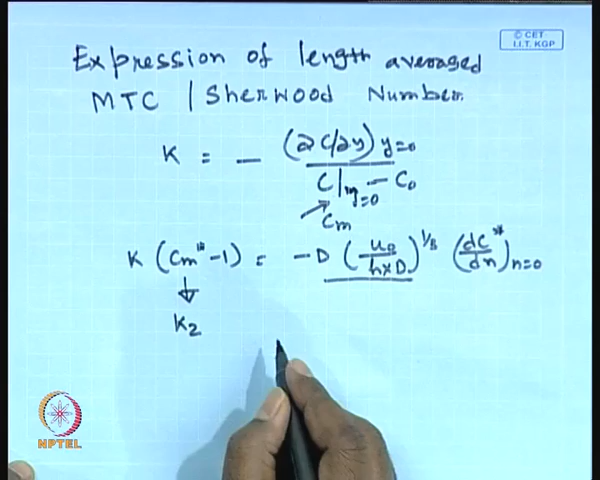 © CET
I.I.T. KGP
Expression of length averaged
MTC | Sherwood Number.
K = - (∂C/∂y) y=0
C|y=0 - C0
Cm
K (Cm* - 1) = - D (u0/hxD)^1/3 (dC*/dη) η=0
K2
NPTEL